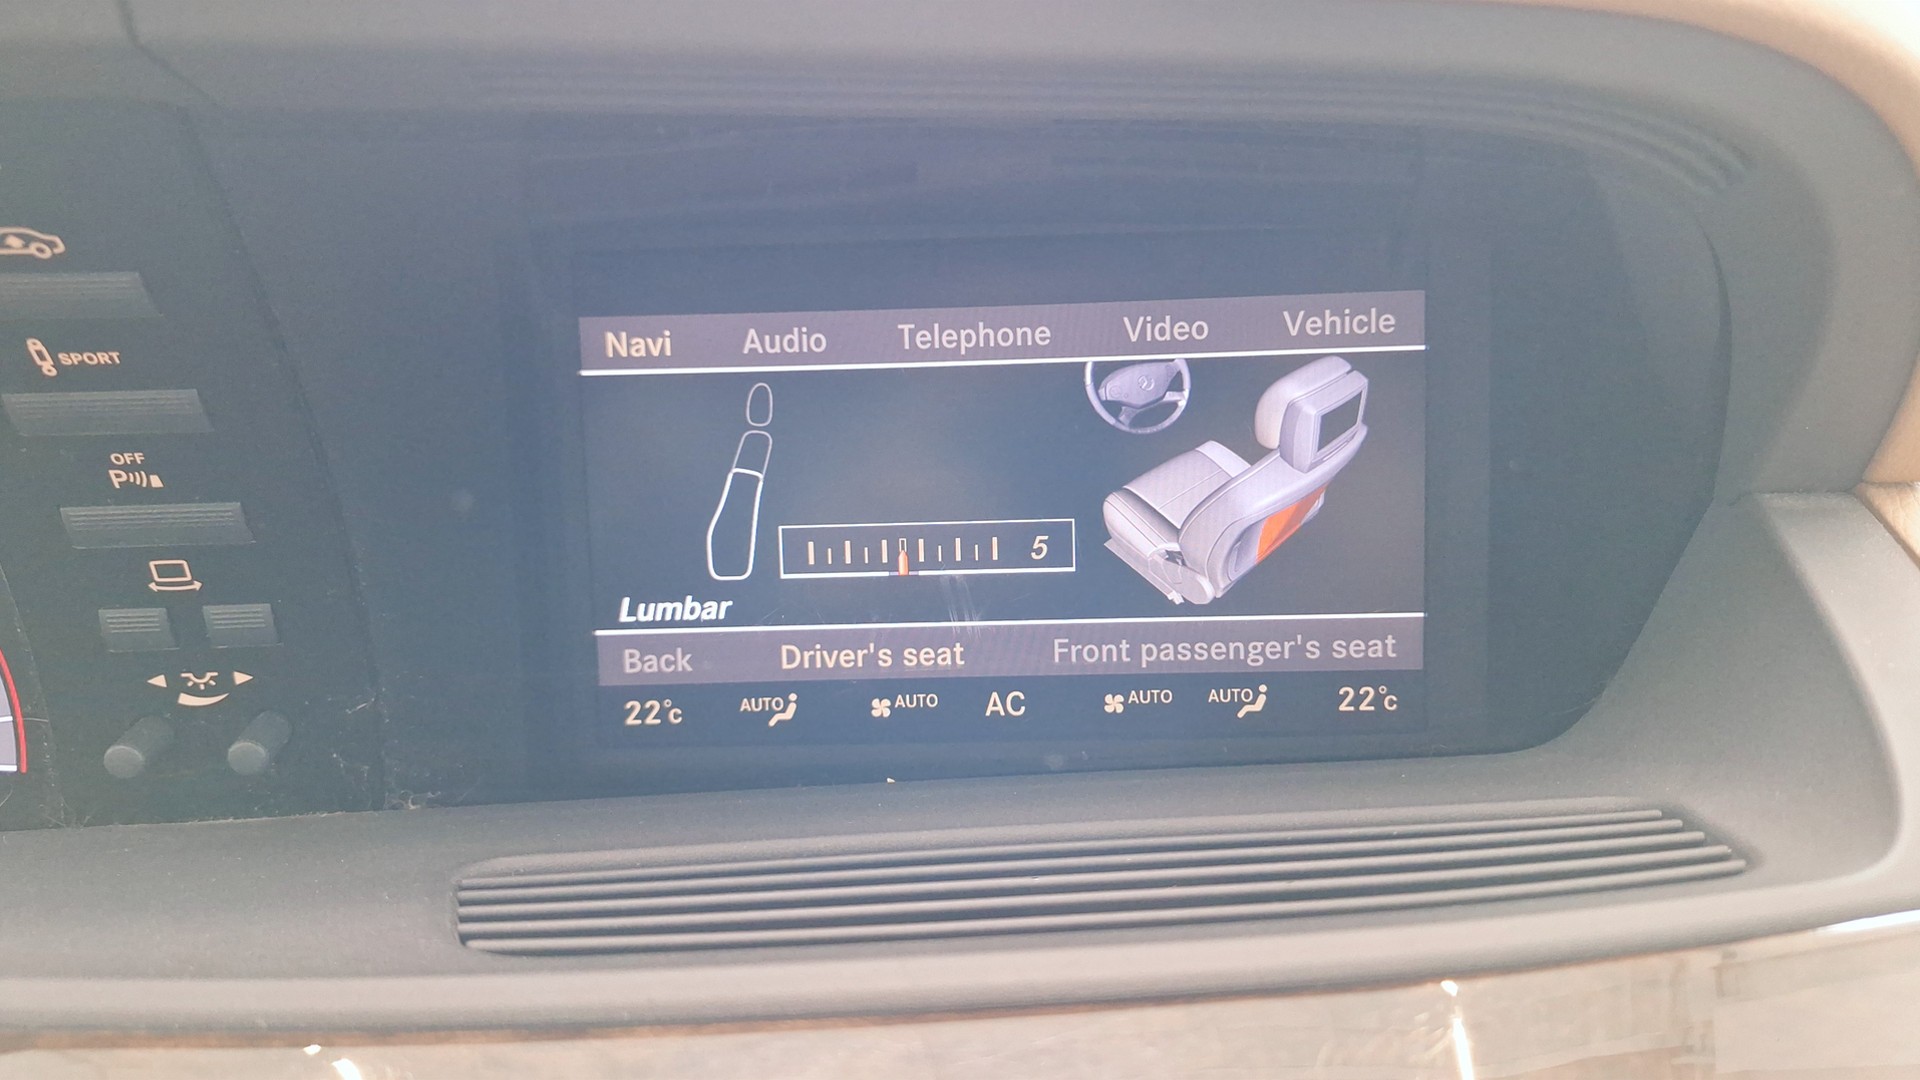 SPORT
OFF
P
Navi Audio Telephone Video Vehicle
5
Lumbar
Back Driver's seat Front passenger's seat
22°C AUTO AUTO AC AUTO AUTO 22°C